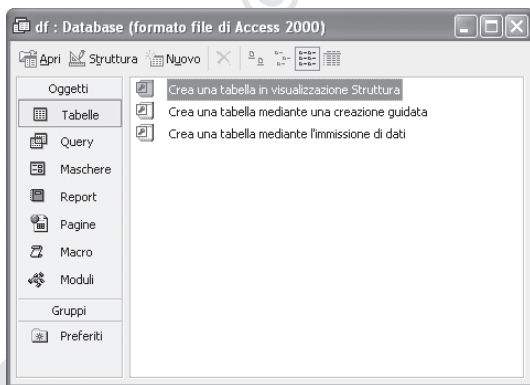 df : Database (formato file di Access 2000)
Apri Struttura Nuovo
Oggetti
Tabelle
Query
Maschere
Report
Pagine
Macro
Moduli
Gruppi
Preferiti
Crea una tabella in visualizzazione Struttura
Crea una tabella mediante una creazione guidata
Crea una tabella mediante l'immissione di dati